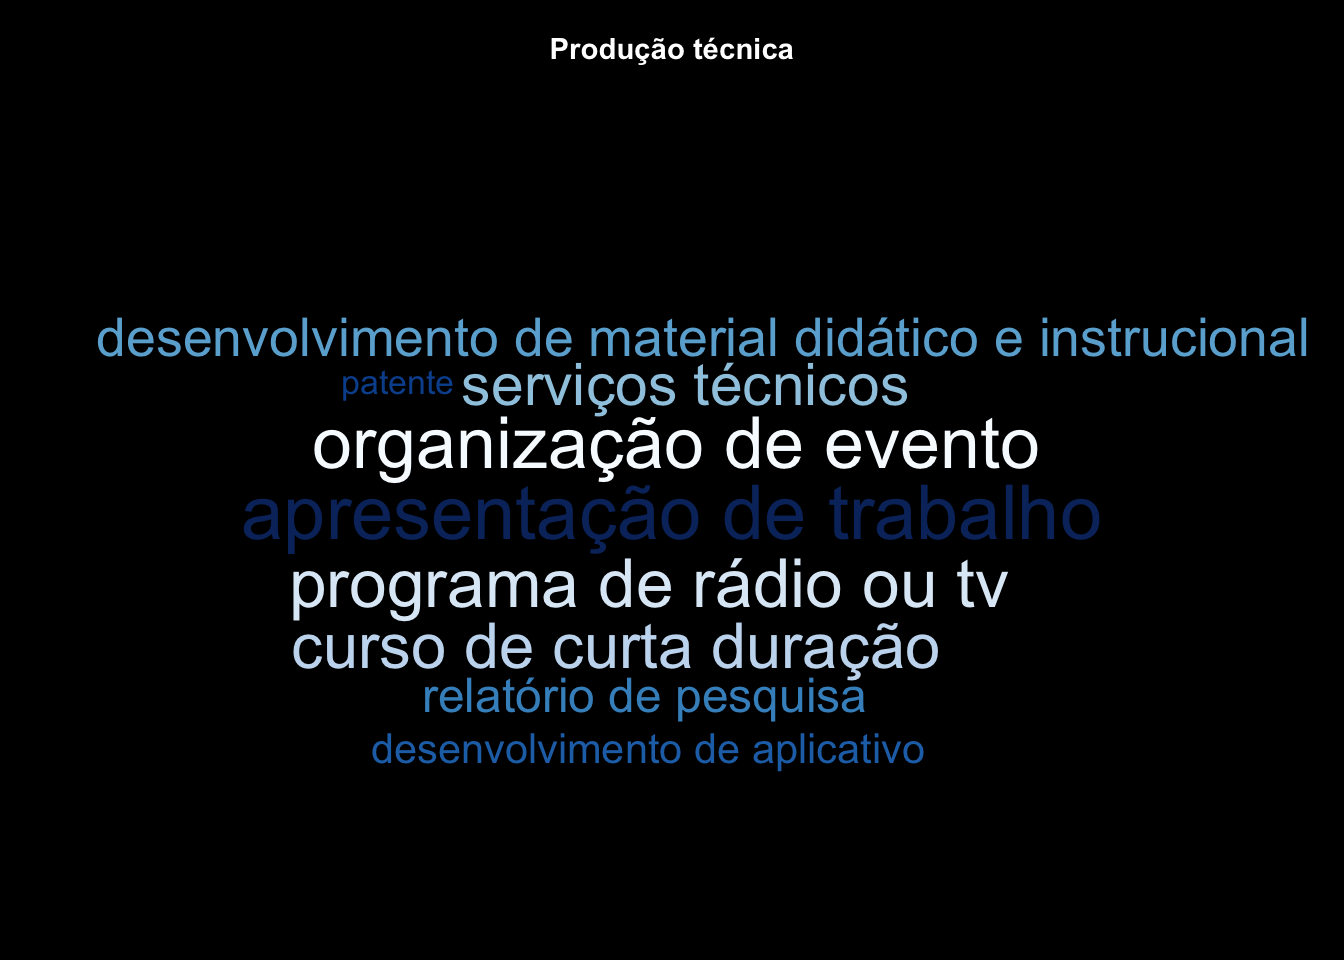 Produção técnica
desenvolvimento de material didático e instrucional
patente serviços técnicos
organização de evento
apresentação de trabalho
programa de rádio ou tv
curso de curta duração
relatório de pesquisa
desenvolvimento de aplicativo